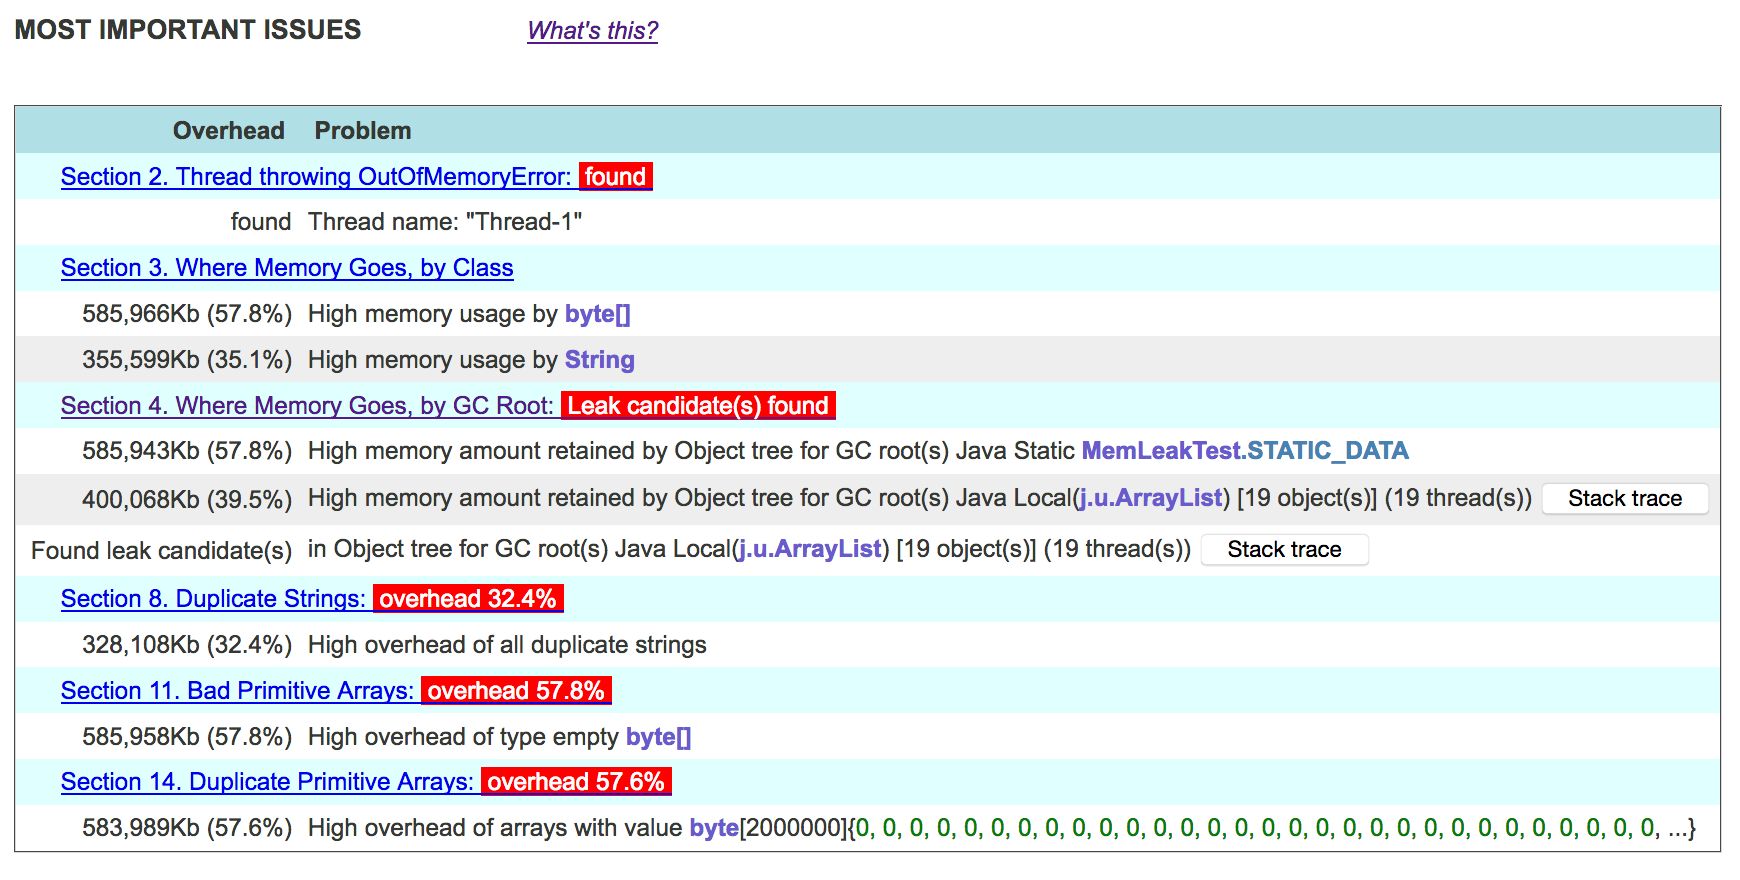 MOST IMPORTANT ISSUES What's this?
Overhead Problem
Section 2. Thread throwing OutOfMemoryError: found
found Thread name: "Thread-1"
Section 3. Where Memory Goes, by Class
585,966Kb (57.8%) High memory usage by byte[]
355,599Kb (35.1%) High memory usage by String
Section 4. Where Memory Goes, by GC Root: Leak candidate(s) found
585,943Kb (57.8%) High memory amount retained by Object tree for GC root(s) Java Static MemLeakTest.STATIC_DATA
400,068Kb (39.5%) High memory amount retained by Object tree for GC root(s) Java Local(j.u.ArrayList) [19 object(s)] (19 thread(s)) Stack trace
Found leak candidate(s) in Object tree for GC root(s) Java Local(j.u.ArrayList) [19 object(s)] (19 thread(s)) Stack trace
Section 8. Duplicate Strings: overhead 32.4%
328,108Kb (32.4%) High overhead of all duplicate strings
Section 11. Bad Primitive Arrays: overhead 57.8%
585,958Kb (57.8%) High overhead of type empty byte[]
Section 14. Duplicate Primitive Arrays: overhead 57.6%
583,989Kb (57.6%) High overhead of arrays with value byte[2000000]{0, 0, 0, 0, 0, 0, 0, 0, 0, 0, 0, 0, 0, 0, 0, 0, 0, 0, 0, 0, 0, 0, 0, 0, 0, 0, 0, 0, 0, 0, ...}